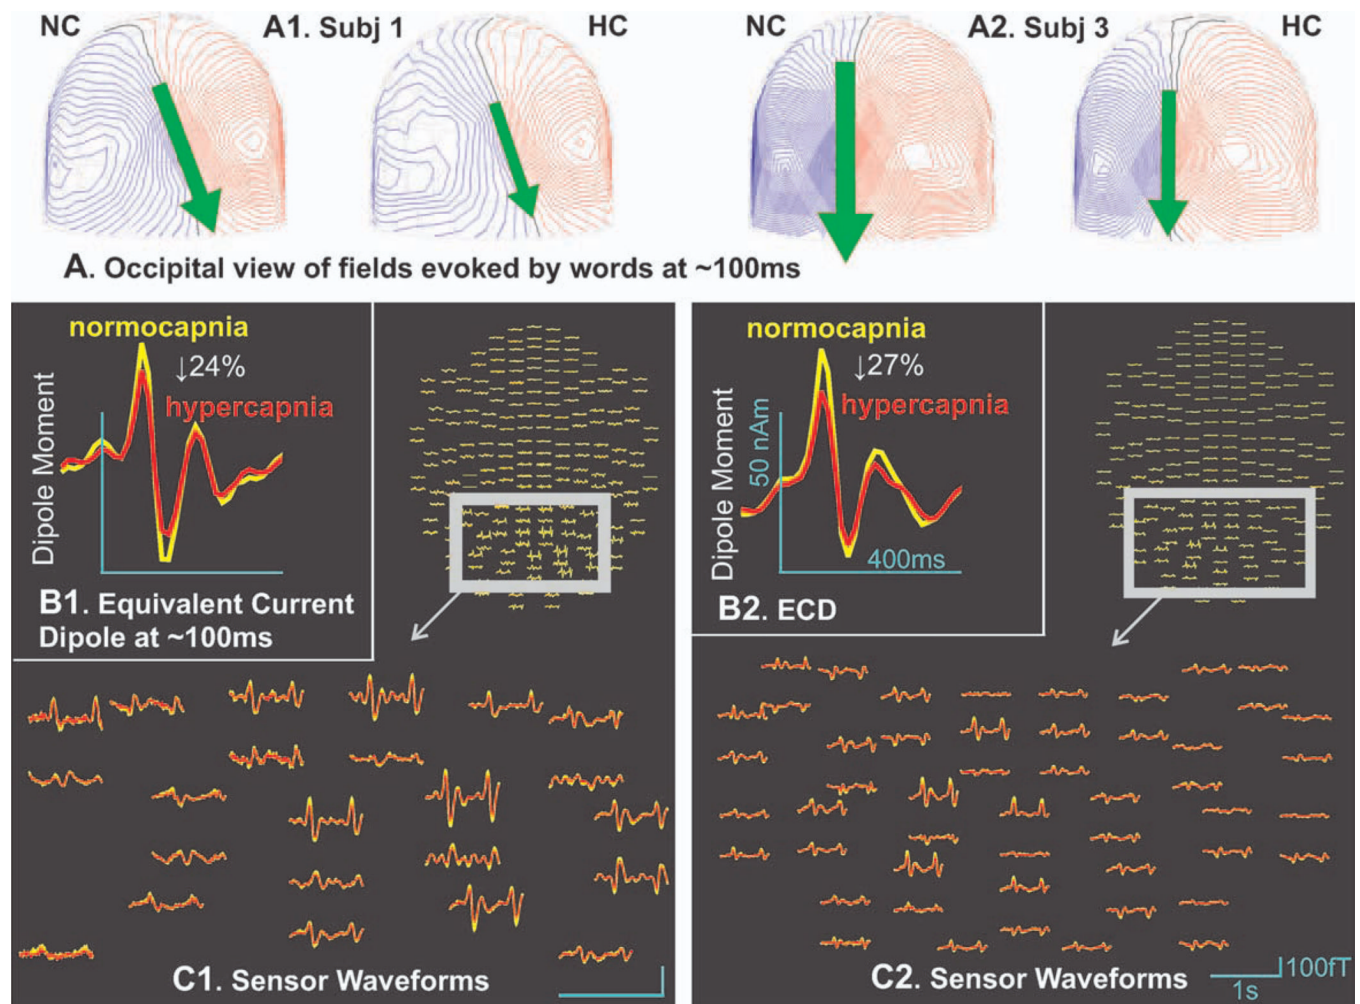 NC A1. Subj 1 HC
NC A2. Subj 3 HC
A. Occipital view of fields evoked by words at ~100ms
normocapnia
↓24%
hypercapnia
Dipole Moment
B1. Equivalent Current
Dipole at ~100ms
normocapnia
↓27%
hypercapnia
Dipole Moment
50 nAm
400ms
B2. ECD
C1. Sensor Waveforms
C2. Sensor Waveforms
100fT
1s